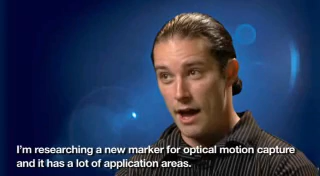 I'm researching a new marker for optical motion capture
and it has a lot of application areas.